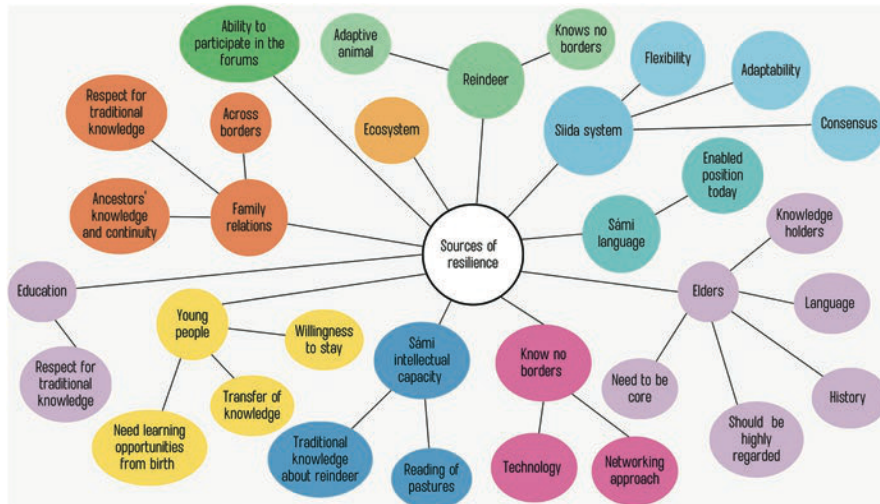 Ability to
participate in the
forums
Adaptive
animal
Knows no
borders
Reindeer
Flexibility
Adaptability
Consensus
Siida system
Respect for
traditional
knowledge
Across
borders
Ecosystem
Enabled
position
today
Ancestors'
knowledge
and continuity
Family
relations
Sources of
resilience
Sámi
language
Knowledge
holders
Education
Elders
Language
Young
people
Willingness
to stay
Sámi
intellectual
capacity
Know no
borders
Respect for
traditional
knowledge
Transfer of
knowledge
Need to be
core
History
Need learning
opportunities
from birth
Traditional
knowledge
about reindeer
Reading of
pastures
Technology
Networking
approach
Should be
highly
regarded